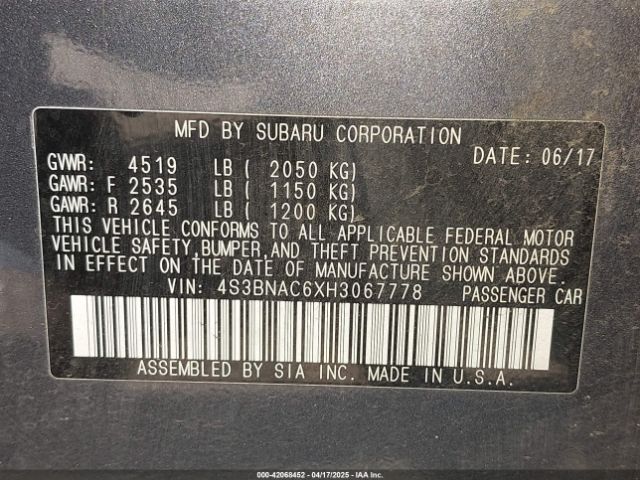 MFD BY SUBARU CORPORATION
DATE: 06/17
GVWR: 4519 LB ( 2050 KG)
GAWR: F 2535 LB ( 1150 KG)
GAWR: R 2645 LB ( 1200 KG)
THIS VEHICLE CONFORMS TO ALL APPLICABLE FEDERAL MOTOR
VEHICLE SAFETY,BUMPER,AND THEFT PREVENTION STANDARDS
IN EFFECT ON THE DATE OF MANUFACTURE SHOWN ABOVE.
VIN: 4S3BNAC6XH3067778 PASSENGER CAR
ASSEMBLED BY SIA INC. MADE IN U.S.A.
000-42068452 - 04/17/2025 - IAAI.COM